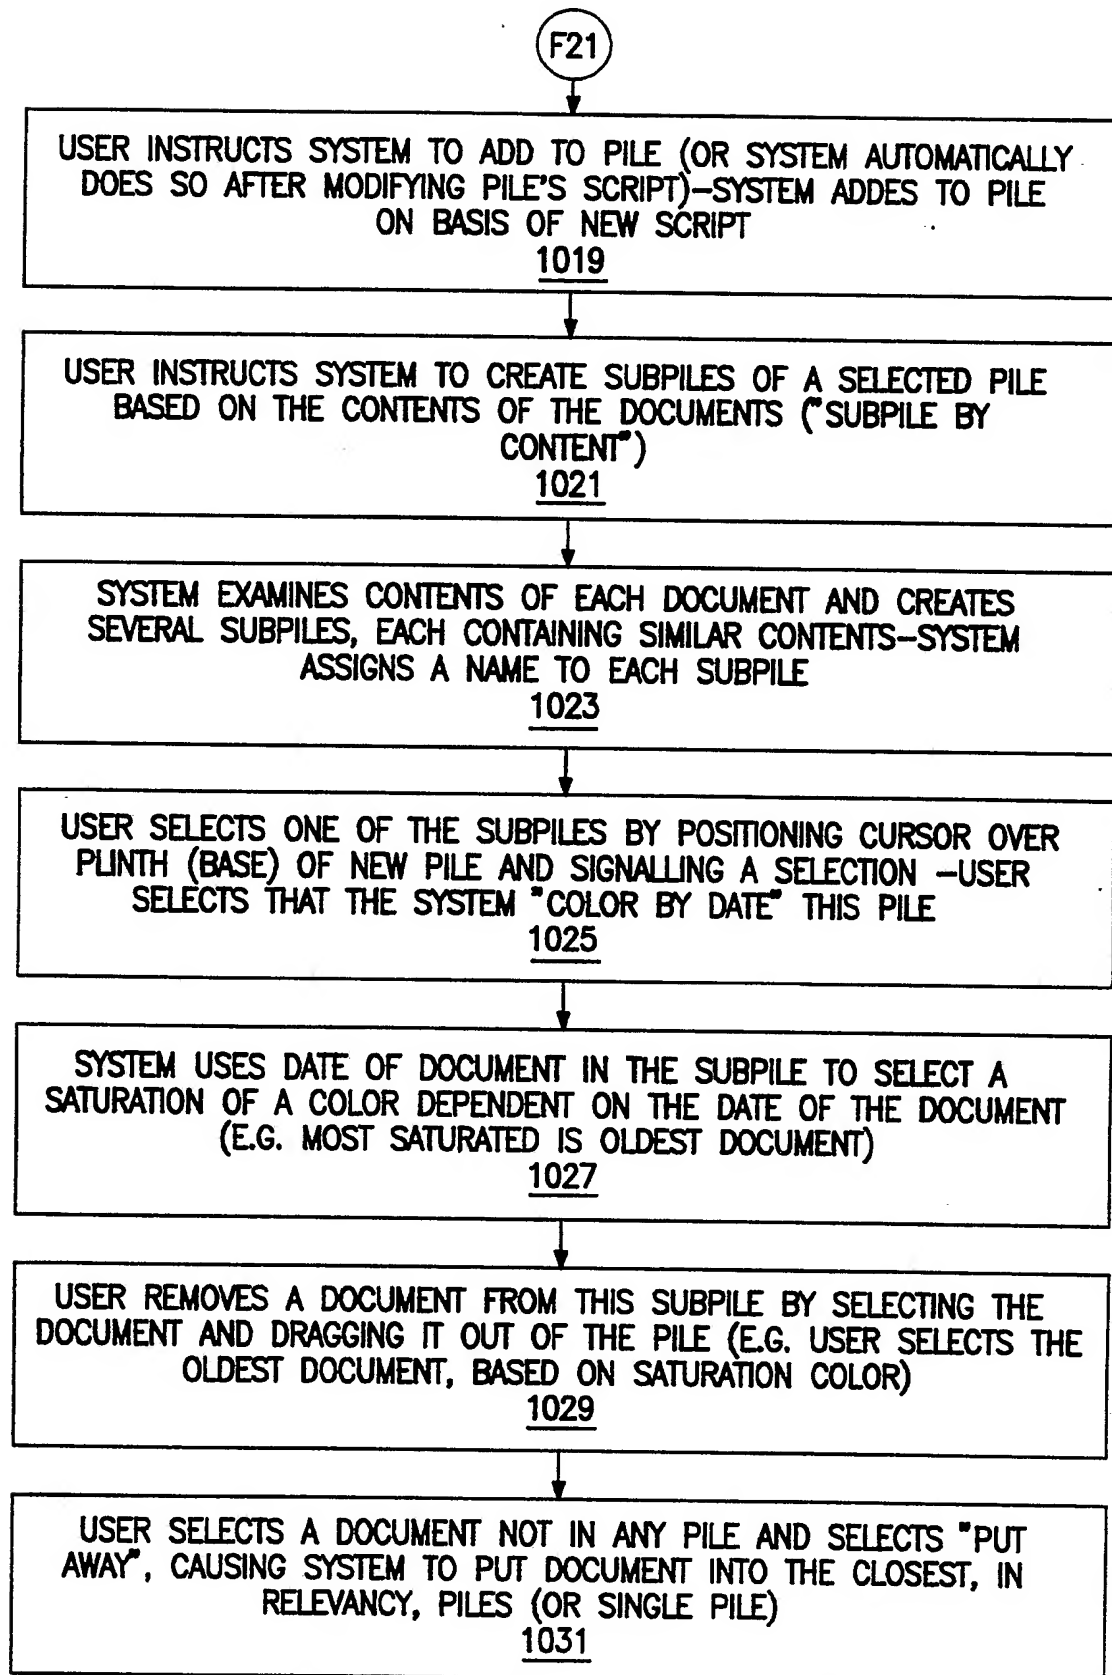 F21
USER INSTRUCTS SYSTEM TO ADD TO PILE (OR SYSTEM AUTOMATICALLY
DOES SO AFTER MODIFYING PILE'S SCRIPT)-SYSTEM ADDES TO PILE
ON BASIS OF NEW SCRIPT
1019
USER INSTRUCTS SYSTEM TO CREATE SUBPILES OF A SELECTED PILE
BASED ON THE CONTENTS OF THE DOCUMENTS ("SUBPILE BY
CONTENT")
1021
SYSTEM EXAMINES CONTENTS OF EACH DOCUMENT AND CREATES
SEVERAL SUBPILES, EACH CONTAINING SIMILAR CONTENTS-SYSTEM
ASSIGNS A NAME TO EACH SUBPILE
1023
USER SELECTS ONE OF THE SUBPILES BY POSITIONING CURSOR OVER
PLINTH (BASE) OF NEW PILE AND SIGNALLING A SELECTION -USER
SELECTS THAT THE SYSTEM "COLOR BY DATE" THIS PILE
1025
SYSTEM USES DATE OF DOCUMENT IN THE SUBPILE TO SELECT A
SATURATION OF A COLOR DEPENDENT ON THE DATE OF THE DOCUMENT
(E.G. MOST SATURATED IS OLDEST DOCUMENT)
1027
USER REMOVES A DOCUMENT FROM THIS SUBPILE BY SELECTING THE
DOCUMENT AND DRAGGING IT OUT OF THE PILE (E.G. USER SELECTS THE
OLDEST DOCUMENT, BASED ON SATURATION COLOR)
1029
USER SELECTS A DOCUMENT NOT IN ANY PILE AND SELECTS "PUT
AWAY", CAUSING SYSTEM TO PUT DOCUMENT INTO THE CLOSEST, IN
RELEVANCY, PILES (OR SINGLE PILE)
1031